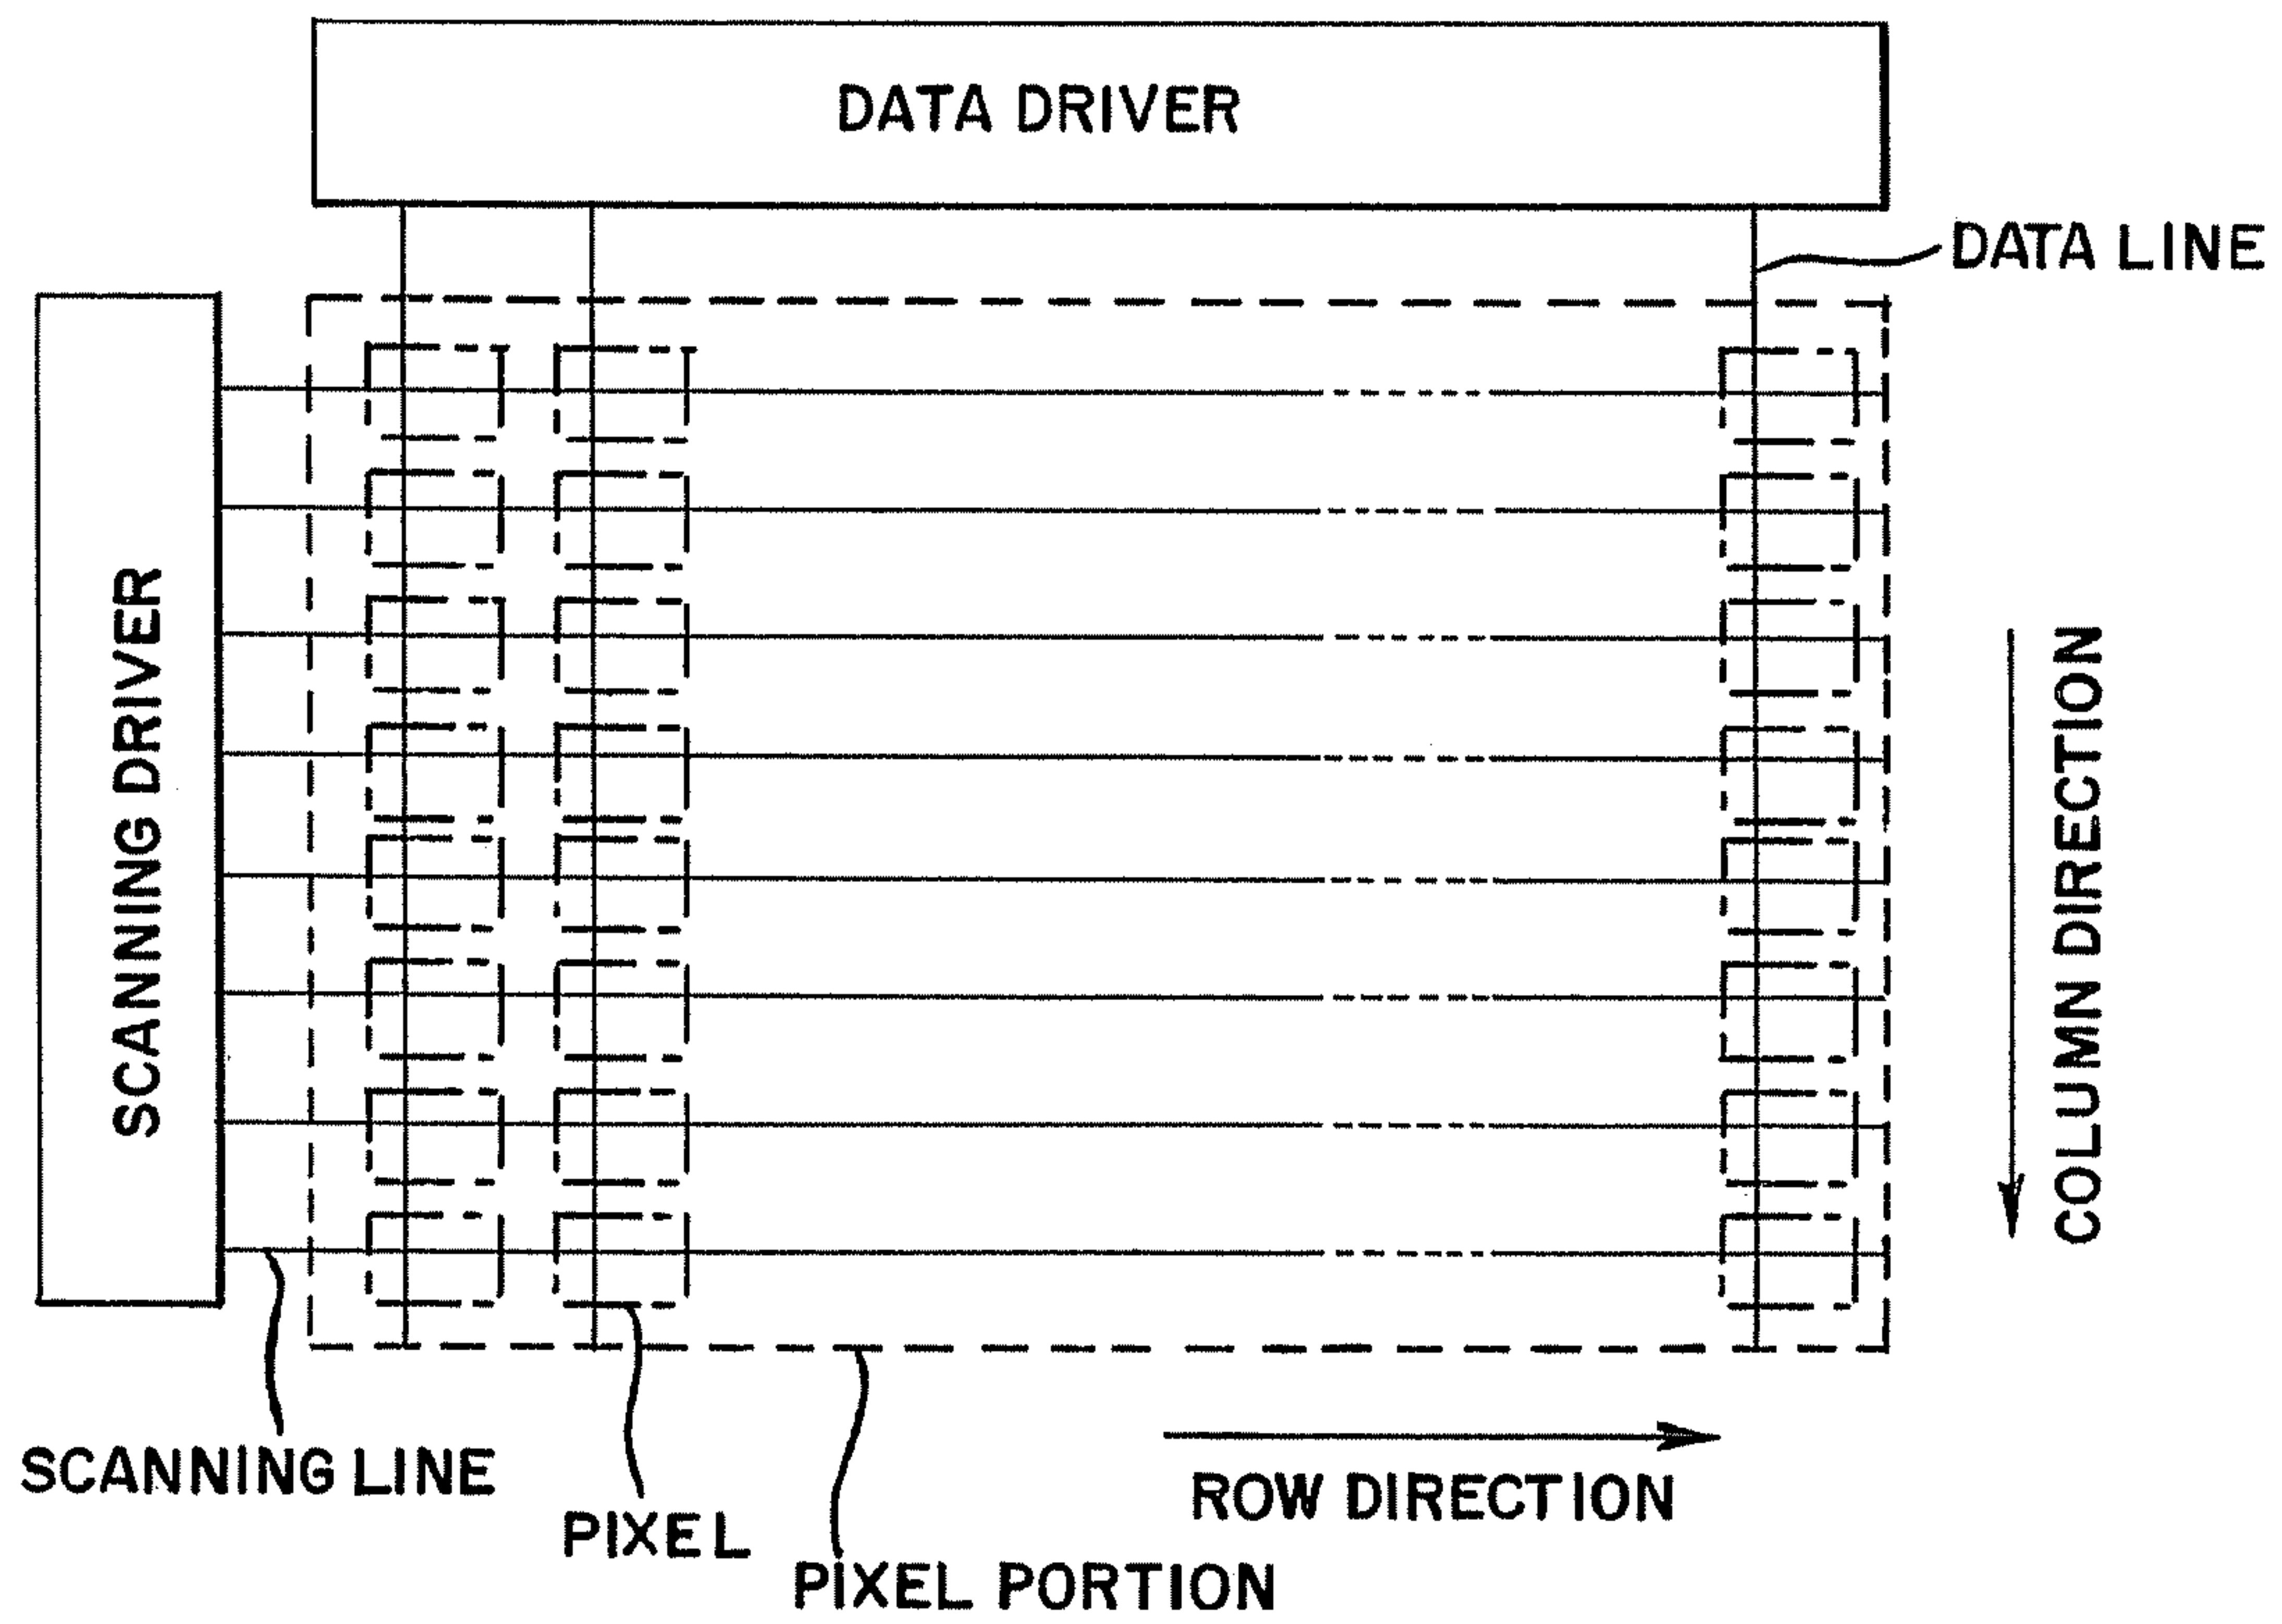 DATA DRIVER
DATA LINE
SCANNING DRIVER
COLUMN DIRECTION
SCANNING LINE
PIXEL
PIXEL PORTION
ROW DIRECTION